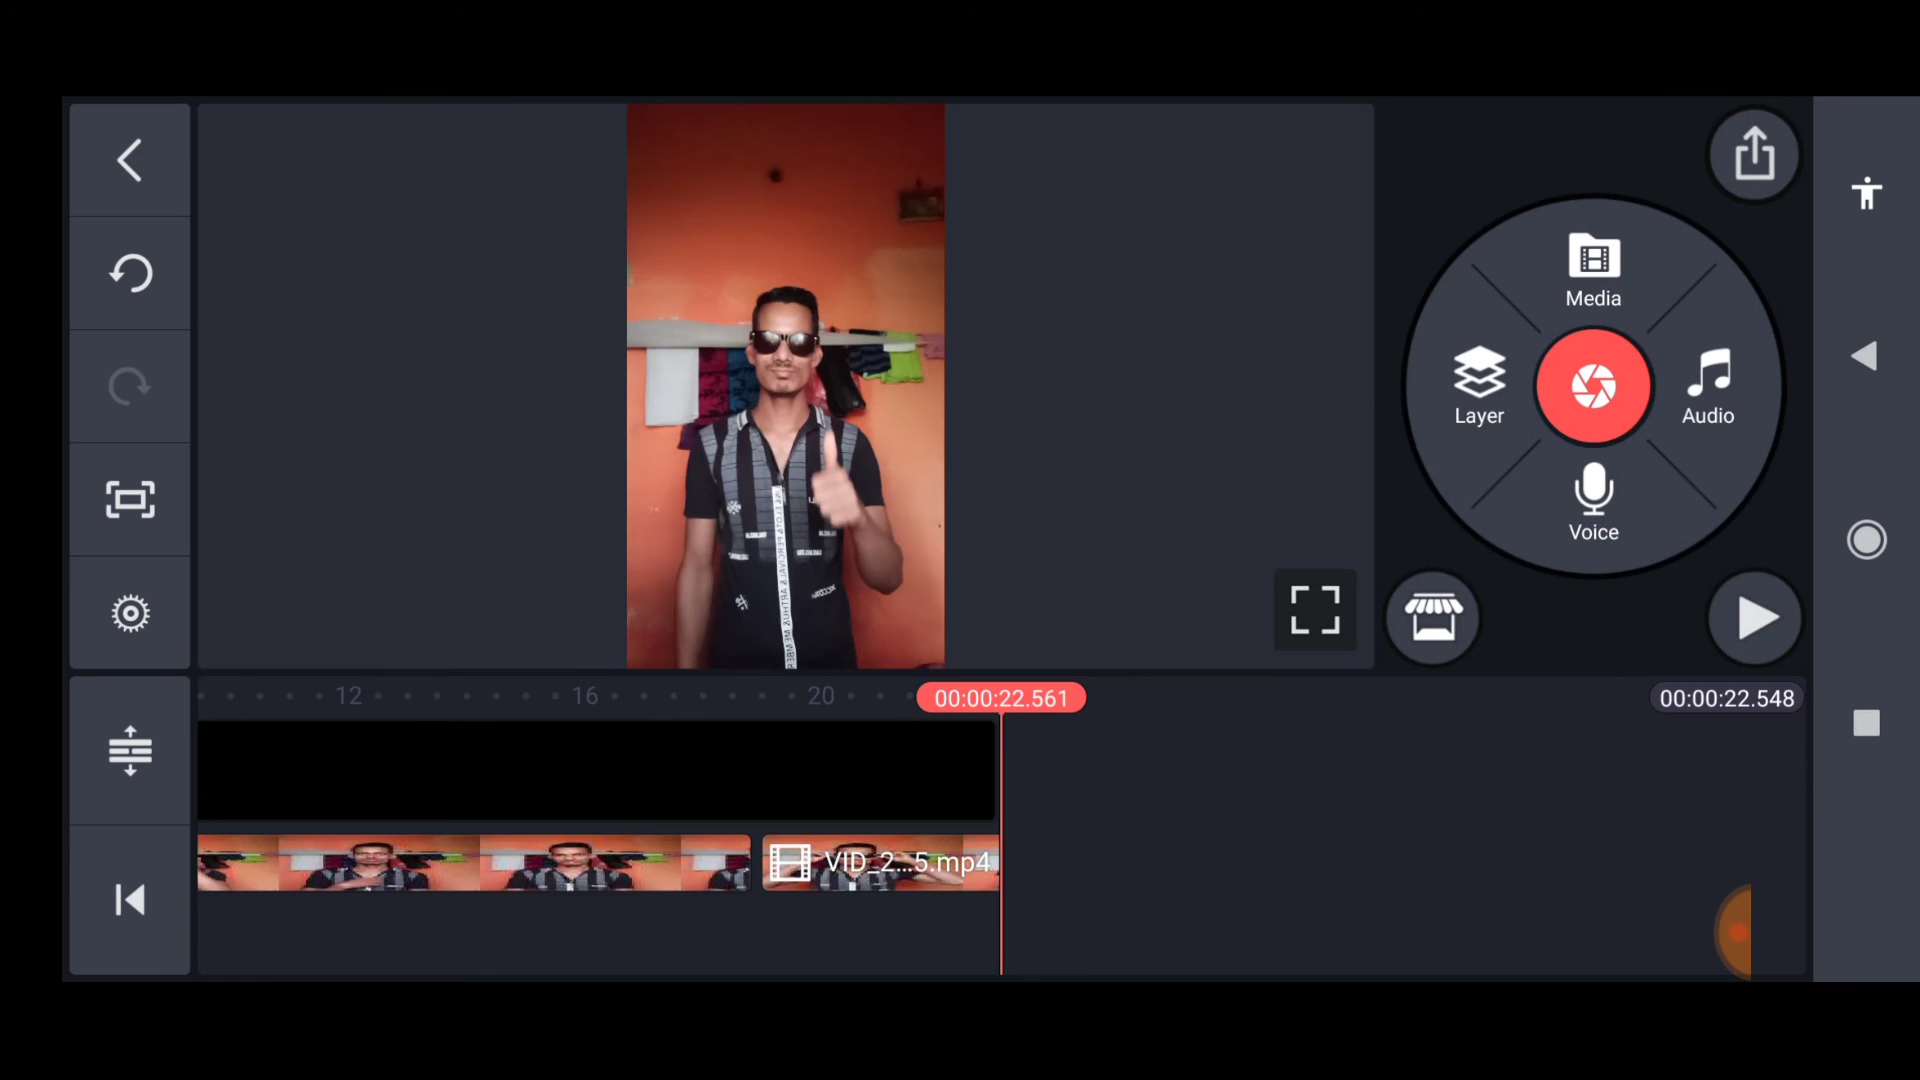 Media
Layer
Audio
Voice
12
16
20
00:00:22.561
00:00:22.548
VID_2...5.mp4